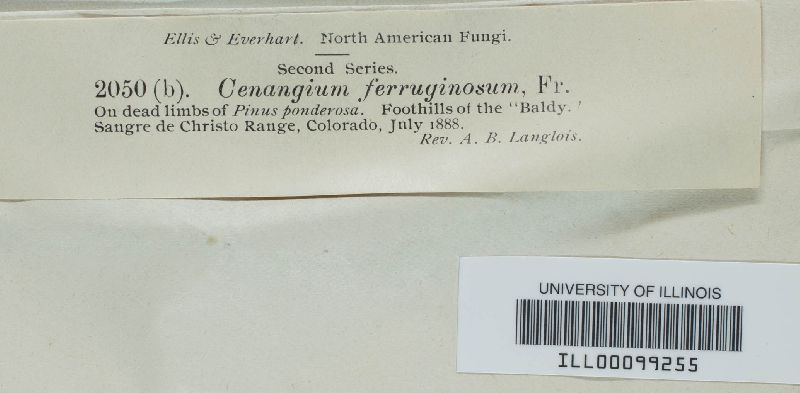 Ellis & Everhart. North American Fungi.
Second Series.
2050 (b). Cenangium ferruginosum, Fr.
On dead limbs of Pinus ponderosa. Foothills of the "Baldy.'
Sangre de Christo Range, Colorado, July 1888.
Rev. A. B. Langlois.
UNIVERSITY OF ILLINOIS
ILL00099255